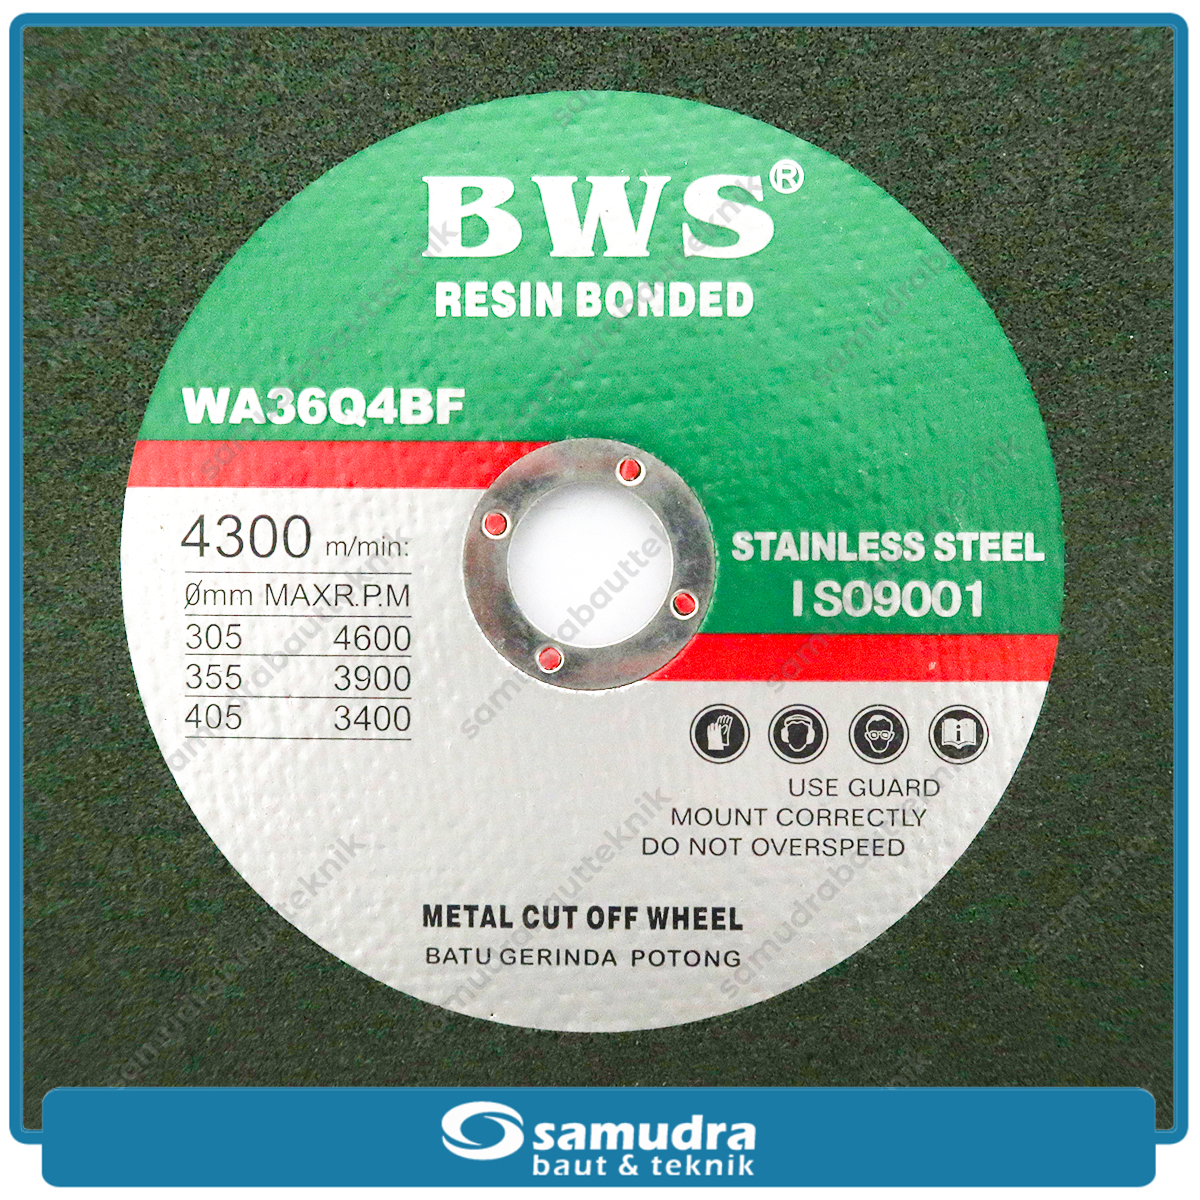 BWS®
RESIN BONDED
WA36Q4BF
4300 m/min:
Ømm MAXR.P.M
305 4600
355 3900
405 3400
STAINLESS STEEL
ISO9001
USE GUARD
MOUNT CORRECTLY
DO NOT OVERSPEED
METAL CUT OFF WHEEL
BATU GERINDA POTONG
samudrabautteknik
samudra
baut & teknik